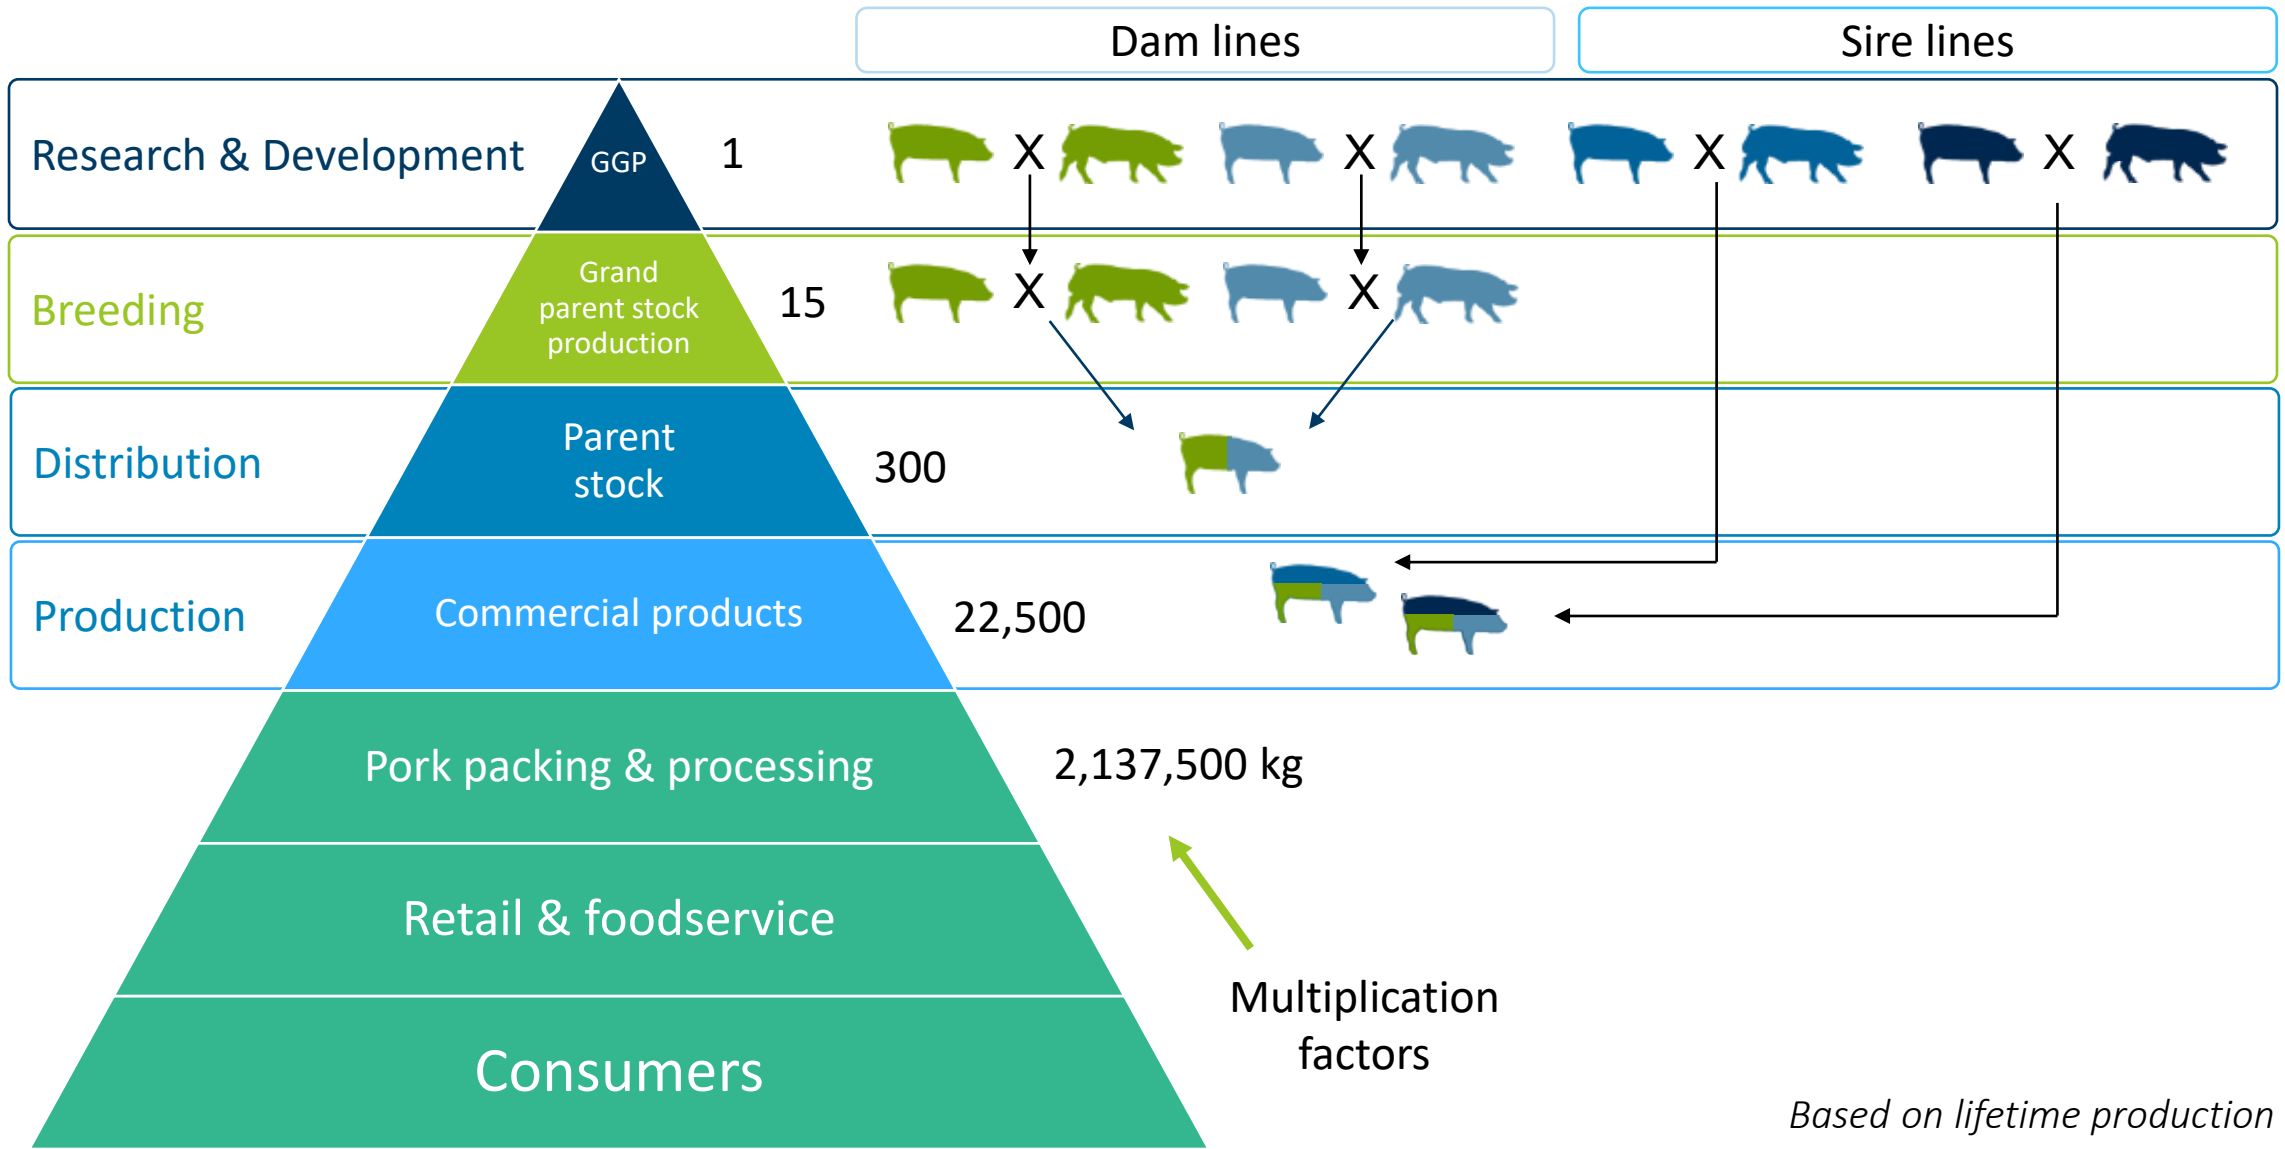 Dam lines
Sire lines
Research & Development
GGP
1
X
X
X
X
Breeding
Grand
parent stock
production
15
X
X
Distribution
Parent
stock
300
Production
Commercial products
22,500
Pork packing & processing
2,137,500 kg
Retail & foodservice
Multiplication
factors
Consumers
Based on lifetime production